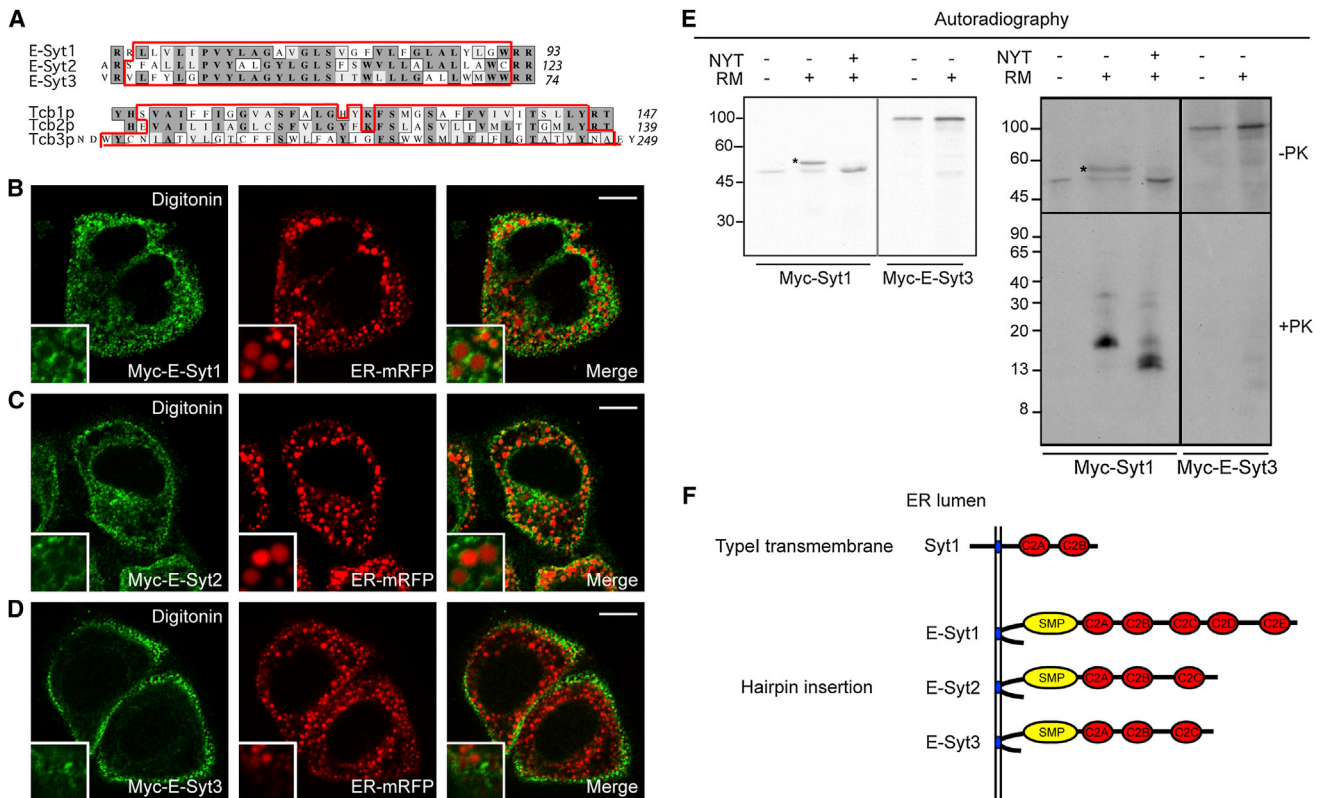 A
E-Syt1 R R L L V L I P V Y L A G A V G L S V G F V L F G L A L Y L G W R R 93
E-Syt2 A R S F A L L L P V Y A L G Y L G L S F S W V L L A L A L L A W C 123
E-Syt3 V R V L F Y L G P V Y L A G Y L G L S I T W L L L G A L L W M W W R R 74
Tcb1p Y H S V A I F F I G G V A S F A L G H Y K F S M G S A F F V I I T S L L Y R T 147
Tcb2p 139
Tcb3p 249
B
Digitonin
Myc-E-Syt1
ER-mRFP
Merge
C
Digitonin
Myc-E-Syt2
ER-mRFP
Merge
D
Digitonin
Myc-E-Syt3
ER-mRFP
Merge
E
Autoradiography
NYT - - + - -
RM - + + - +
100
60
45
30
*
Myc-Syt1 Myc-E-Syt3
NYT - - + - -
RM - + + - +
100
60
45
*
-PK
90
65
40
30
20
13
8
+PK
Myc-Syt1 Myc-E-Syt3
F
ER lumen
TypeI transmembrane Syt1 C2A C2B
E-Syt1 SMP C2A C2B C2C C2D C2E
Hairpin insertion E-Syt2 SMP C2A C2B C2C
E-Syt3 SMP C2A C2B C2C